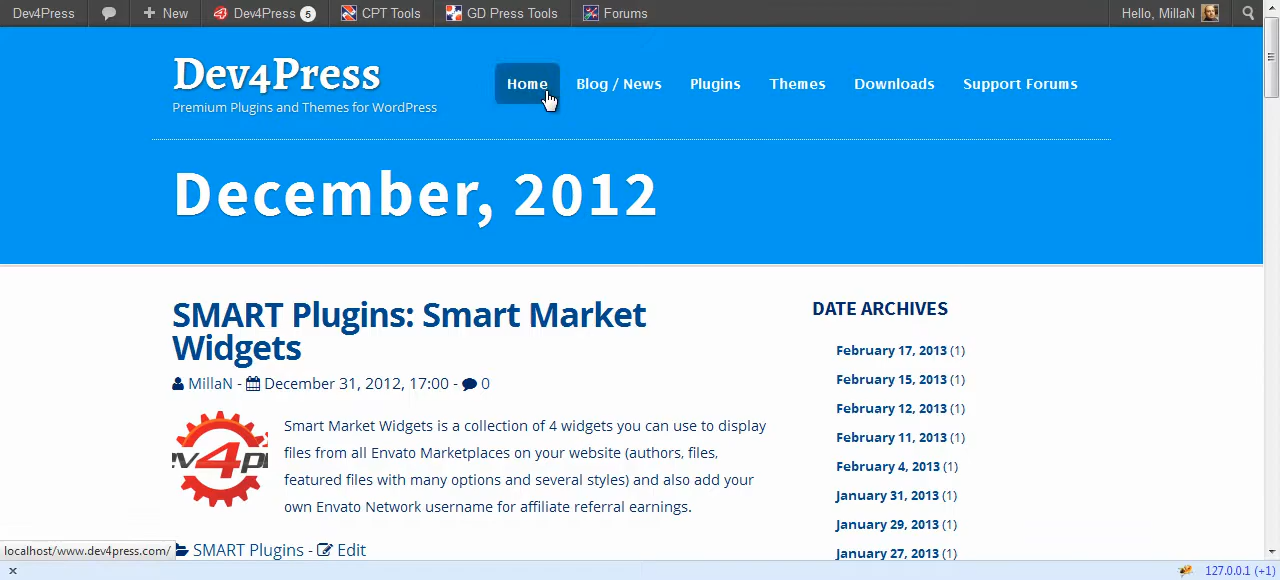 Dev4Press New Dev4Press 5 CPT Tools GD Press Tools Forums Hello, MillaN
Dev4Press
Premium Plugins and Themes for WordPress
Home Blog / News Plugins Themes Downloads Support Forums
December, 2012
SMART Plugins: Smart Market
Widgets
MillaN - December 31, 2012, 17:00 - 0
Smart Market Widgets is a collection of 4 widgets you can use to display
files from all Envato Marketplaces on your website (authors, files,
featured files with many options and several styles) and also add your
own Envato Network username for affiliate referral earnings.
ev4p
SMART Plugins - Edit
DATE ARCHIVES
February 17, 2013 (1)
February 15, 2013 (1)
February 12, 2013 (1)
February 11, 2013 (1)
February 4, 2013 (1)
January 31, 2013 (1)
January 29, 2013 (1)
January 27, 2013 (1)
localhost/www.dev4press.com/
127.0.0.1 (+1)